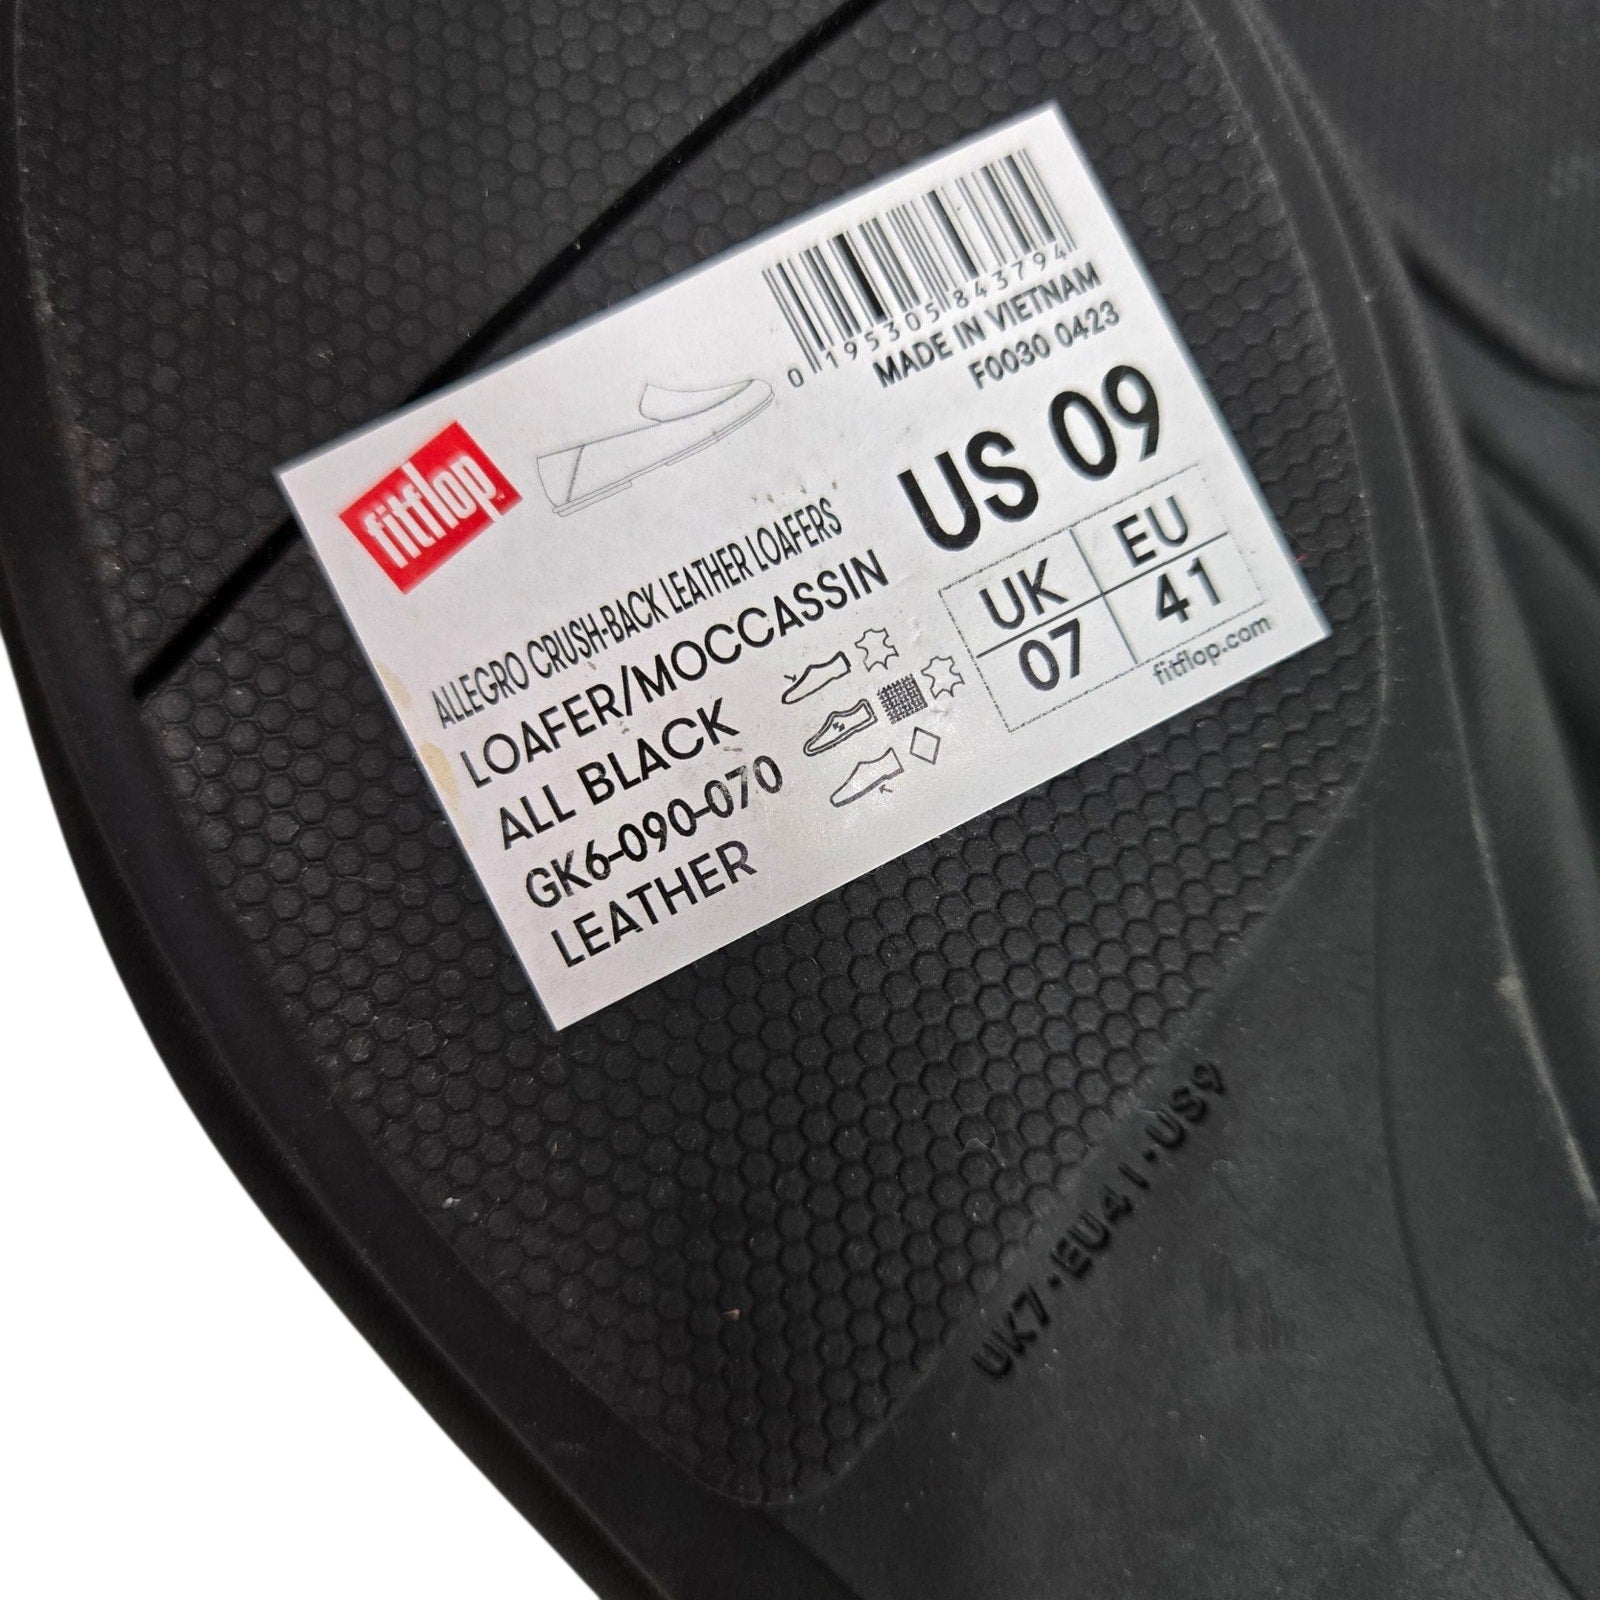 fitflop
0 195305 843794
MADE IN VIETNAM
F0030 0423
US 09
UK
EU
07
41
fitflop.com
ALLEGRO CRUSH-BACK LEATHER LOAFERS
LOAFER/MOCCASSIN
ALL BLACK
GK6-090-070
LEATHER
UK7-EU41-US9